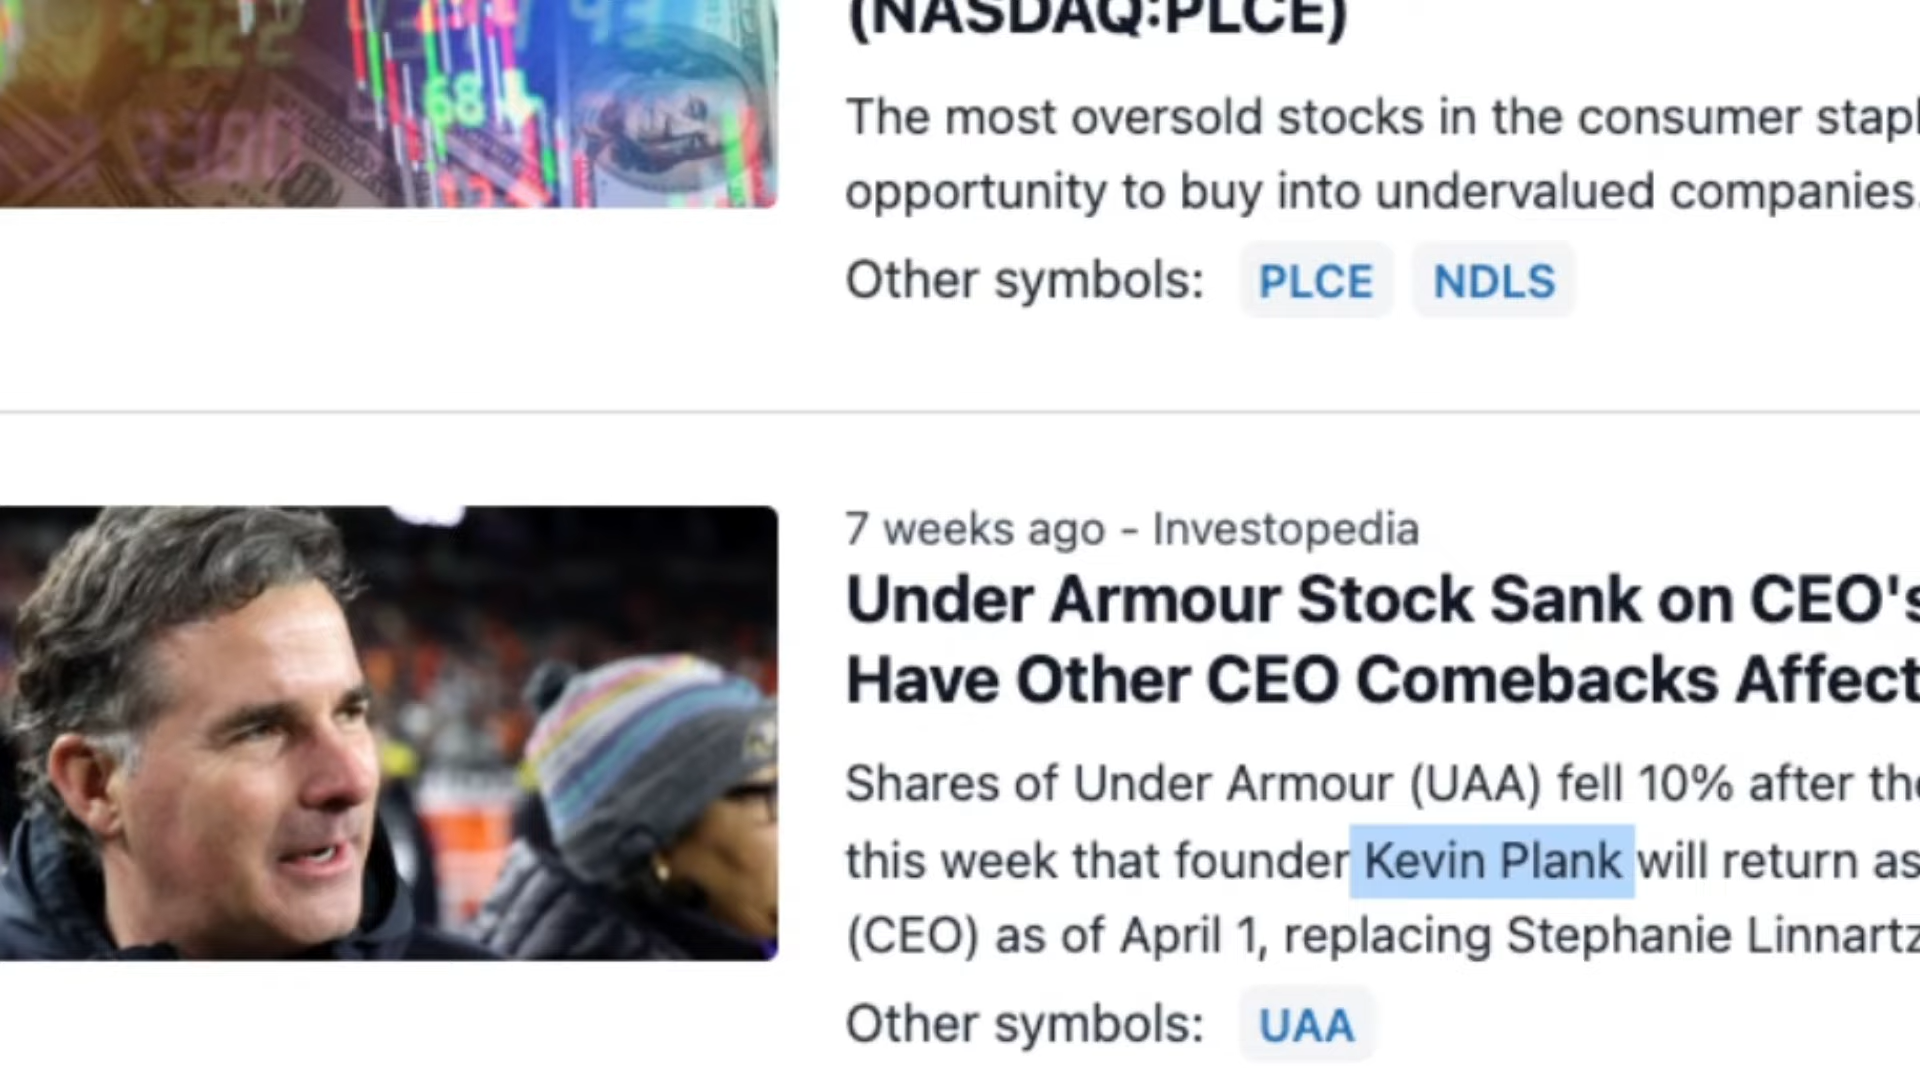 (NASDAQ:PLCE)
The most oversold stocks in the consumer stapl
opportunity to buy into undervalued companies.
Other symbols: PLCE NDLS
7 weeks ago - Investopedia
Under Armour Stock Sank on CEO's
Have Other CEO Comebacks Affect
Shares of Under Armour (UAA) fell 10% after the
this week that founder Kevin Plank will return as
(CEO) as of April 1, replacing Stephanie Linnartz
Other symbols: UAA
68